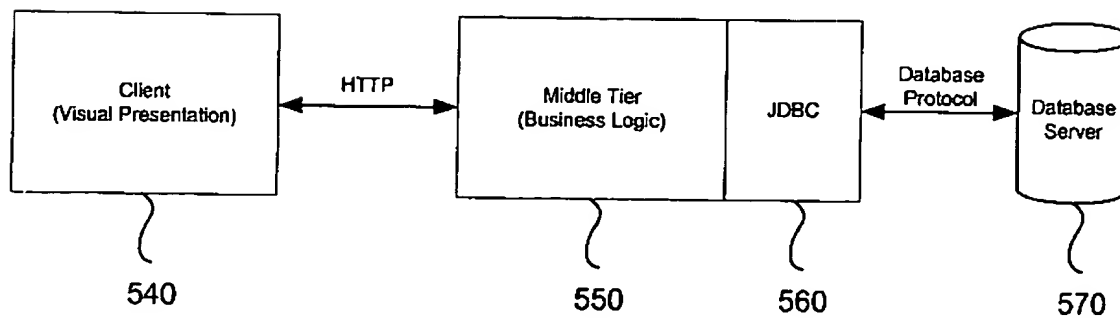 Client
(Visual Presentation)
HTTP
Middle Tier
(Business Logic)
JDBC
Database
Protocol
Database
Server
540
550
560
570